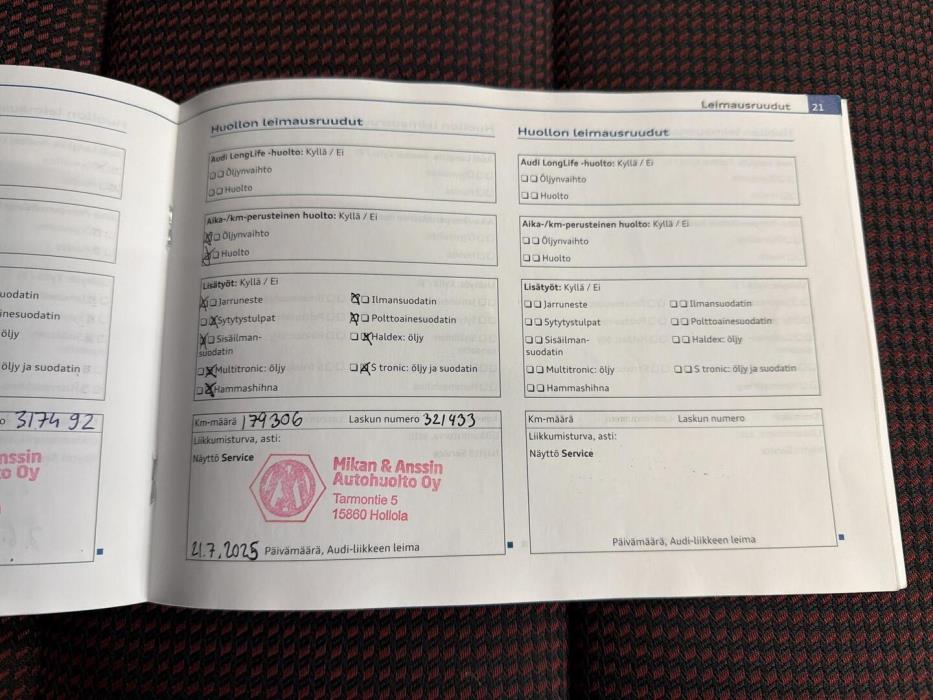 Leimausruudut 21
uodatin
inesuodatin
öljy
öljy ja suodatin
o 3174 92
nssin
to Oy
Huollon leimausruudut
Audi LongLife -huolto: Kyllä / Ei
Öljynvaihto
Huolto
Aika-/km-perusteinen huolto: Kyllä / Ei
Öljynvaihto
Huolto
Lisätyöt: Kyllä / Ei
Jarruneste
Sytytystulpat
Sisäilman-
suodatin
Multitronic: öljy
Hammashihna
Ilmansuodatin
Polttoainesuodatin
Haldex: öljy
S tronic: öljy ja suodatin
Km-määrä 179306 Laskun numero 321433
Liikkumisturva, asti:
Näyttö Service
Mikan & Anssin
Autohuolto Oy
Tarmontie 5
15860 Hollola
21.7.2025 Päivämäärä, Audi-liikkeen leima
Huollon leimausruudut
Audi LongLife -huolto: Kyllä / Ei
Öljynvaihto
Huolto
Aika-/km-perusteinen huolto: Kyllä / Ei
Öljynvaihto
Huolto
Lisätyöt: Kyllä / Ei
Jarruneste
Sytytystulpat
Sisäilman-
suodatin
Multitronic: öljy
Hammashihna
Ilmansuodatin
Polttoainesuodatin
Haldex: öljy
S tronic: öljy ja suodatin
Km-määrä Laskun numero
Liikkumisturva, asti:
Näyttö Service
Päivämäärä, Audi-liikkeen leima